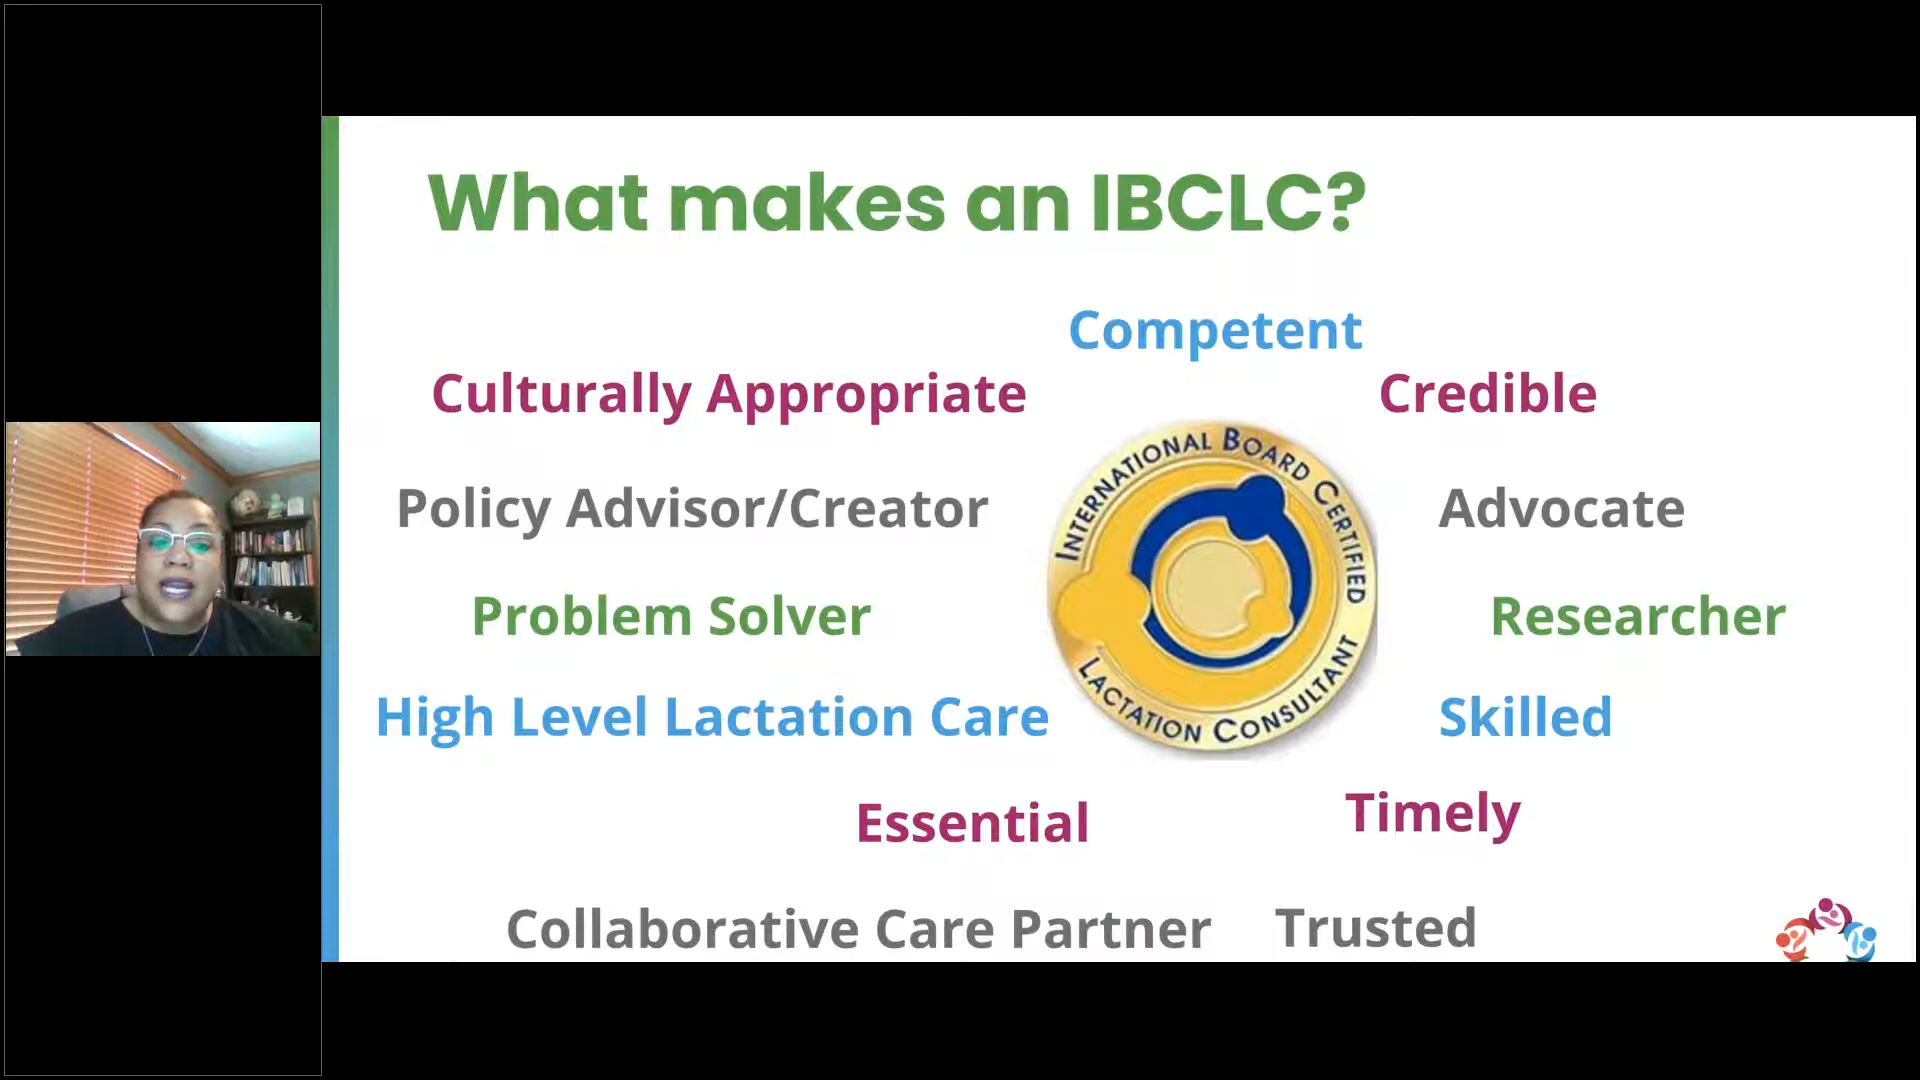 What makes an IBCLC?
Competent
Culturally Appropriate
Credible
INTERNATIONAL BOARD CERTIFIED
LACTATION CONSULTANT
Policy Advisor/Creator
Advocate
Problem Solver
Researcher
High Level Lactation Care
Skilled
Essential
Timely
Collaborative Care Partner
Trusted